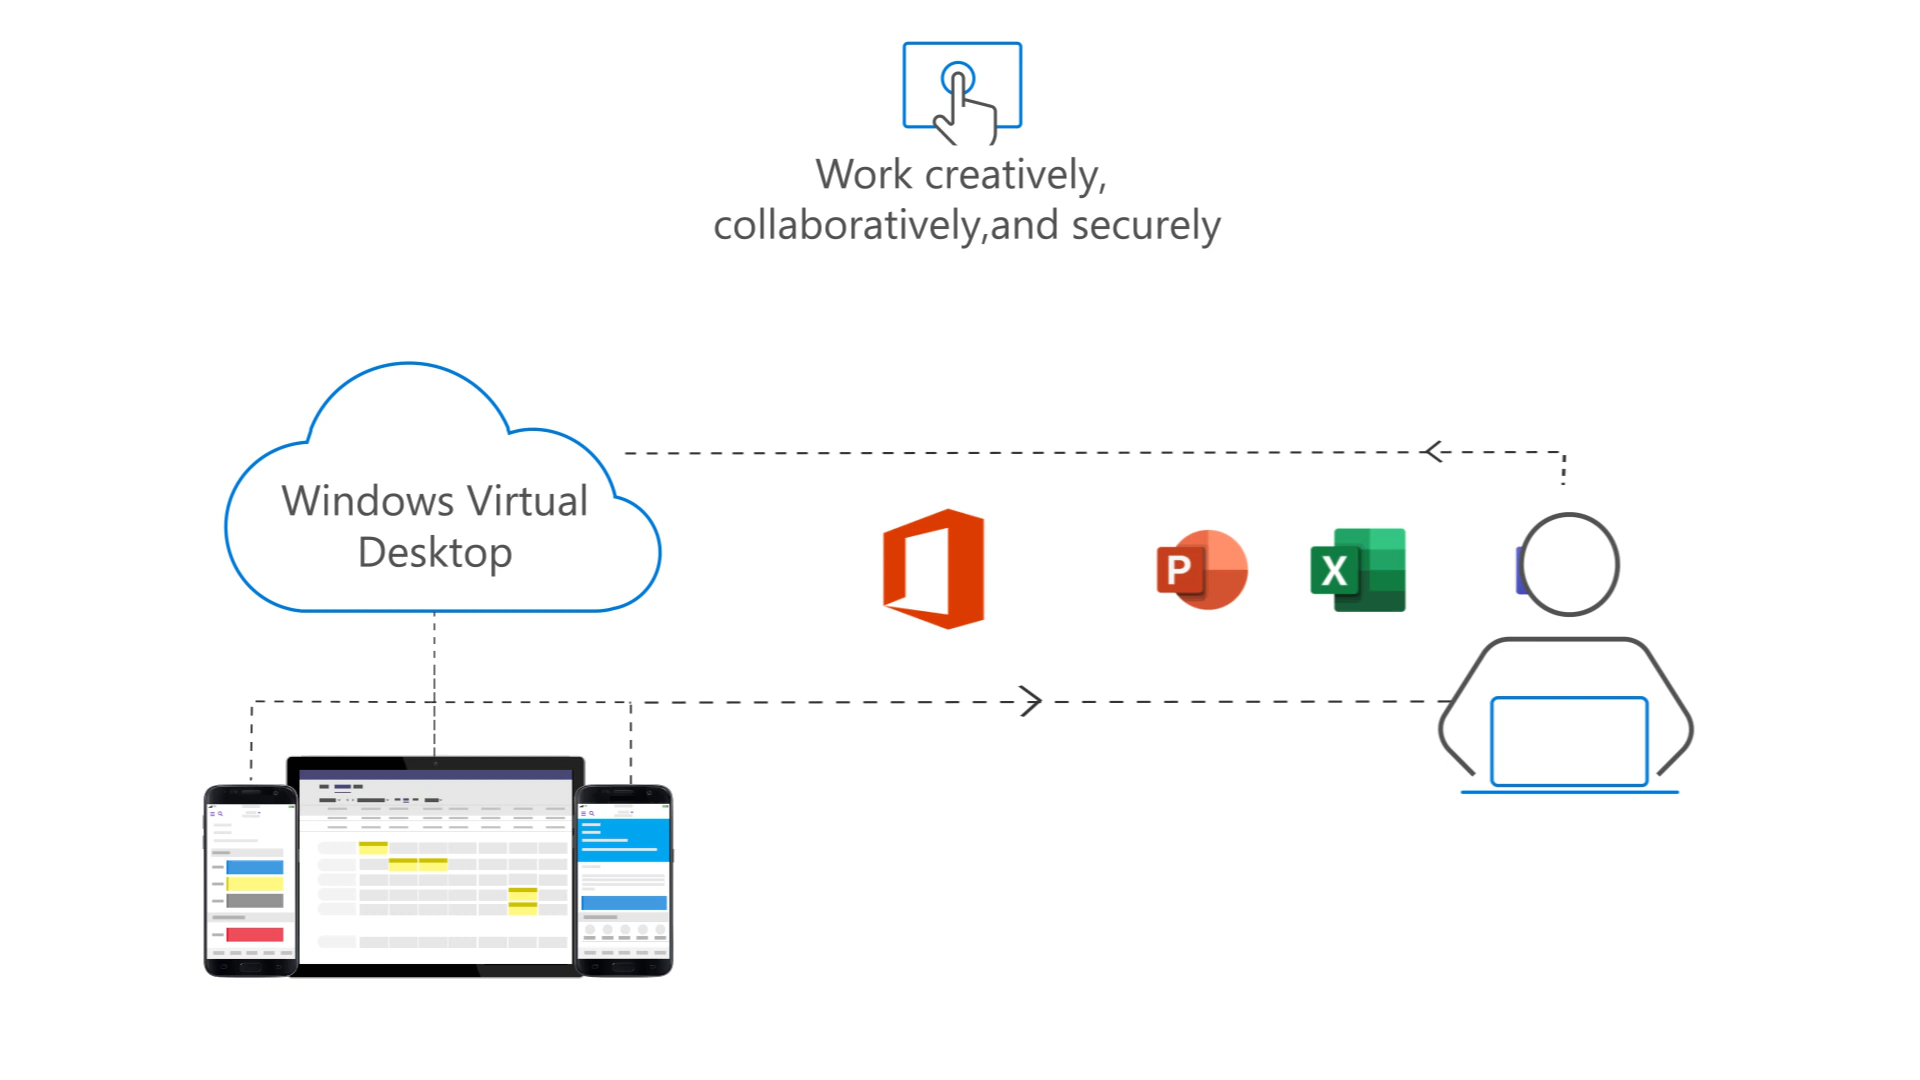 Work creatively,
collaboratively,and securely
Windows Virtual
Desktop
P
X